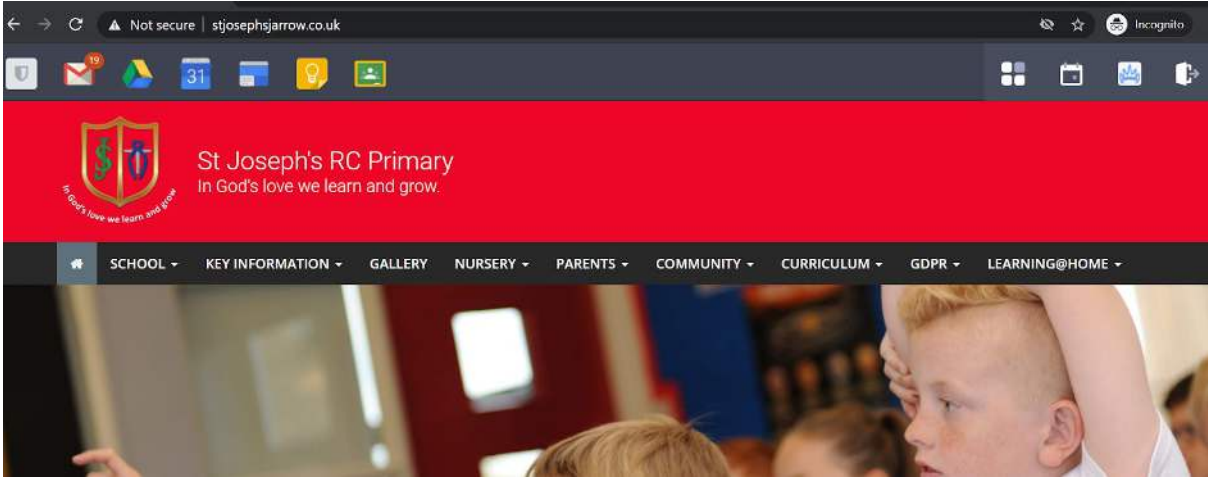 Not secure | stjosephsjarrow.co.uk Incognito
19
31
St Joseph's RC Primary
In God's love we learn and grow.
In God's love we learn and grow
SCHOOL KEY INFORMATION GALLERY NURSERY PARENTS COMMUNITY CURRICULUM GDPR LEARNING@HOME